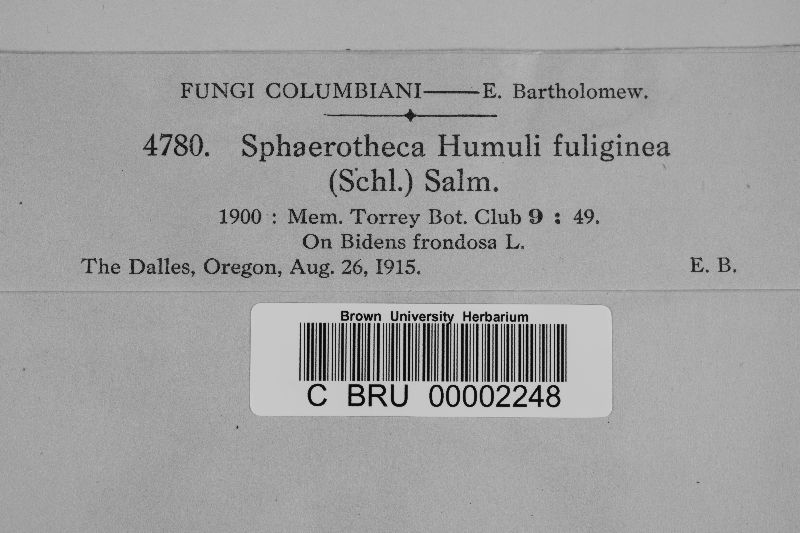 FUNGI COLUMBIANI——E. Bartholomew.
4780. Sphaerotheca Humuli fuliginea
(Schl.) Salm.
1900 : Mem. Torrey Bot. Club 9 : 49.
On Bidens frondosa L.
The Dalles, Oregon, Aug. 26, 1915. E. B.
Brown University Herbarium
C BRU 00002248